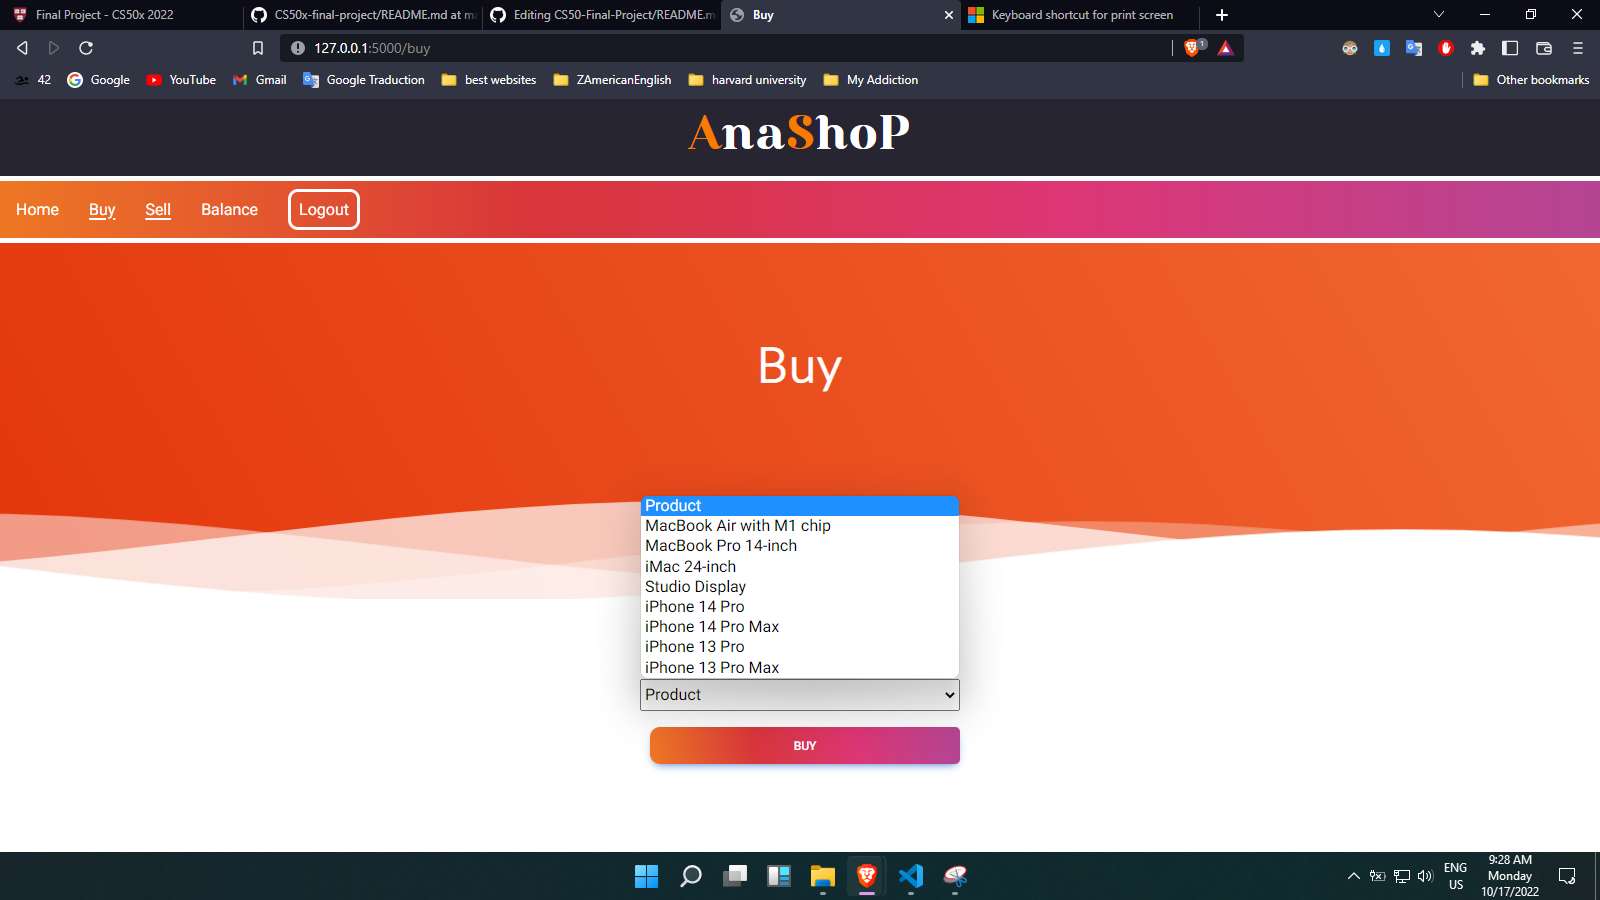 Final Project - CS50x 2022
CS50x-final-project/README.md at ma
Editing CS50-Final-Project/README.m
Buy
Keyboard shortcut for print screen
127.0.0.1:5000/buy
1
42
Google
YouTube
Gmail
Google Traduction
best websites
ZAmericanEnglish
harvard university
My Addiction
Other bookmarks
AnaShoP
Home
Buy
Sell
Balance
Logout
Buy
Product
MacBook Air with M1 chip
MacBook Pro 14-inch
iMac 24-inch
Studio Display
iPhone 14 Pro
iPhone 14 Pro Max
iPhone 13 Pro
iPhone 13 Pro Max
Product
BUY
ENG
US
9:28 AM
Monday
10/17/2022